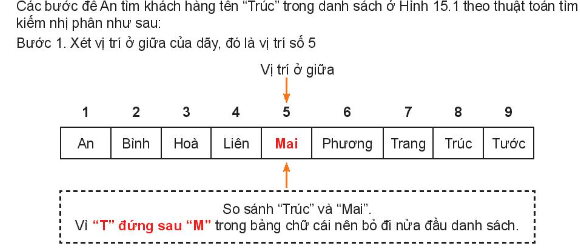 Các bước để An tìm khách hàng tên “Trúc” trong danh sách ở Hình 15.1 theo thuật toán tìm
kiếm nhị phân như sau:
Bước 1. Xét vị trí ở giữa của dãy, đó là vị trí số 5
Vị trí ở giữa
1 2 3 4 5 6 7 8 9
An Bình Hoà Liên Mai Phương Trang Trúc Tước
So sánh “Trúc” và “Mai”.
Vì “T” đứng sau “M” trong bảng chữ cái nên bỏ đi nửa đầu danh sách.